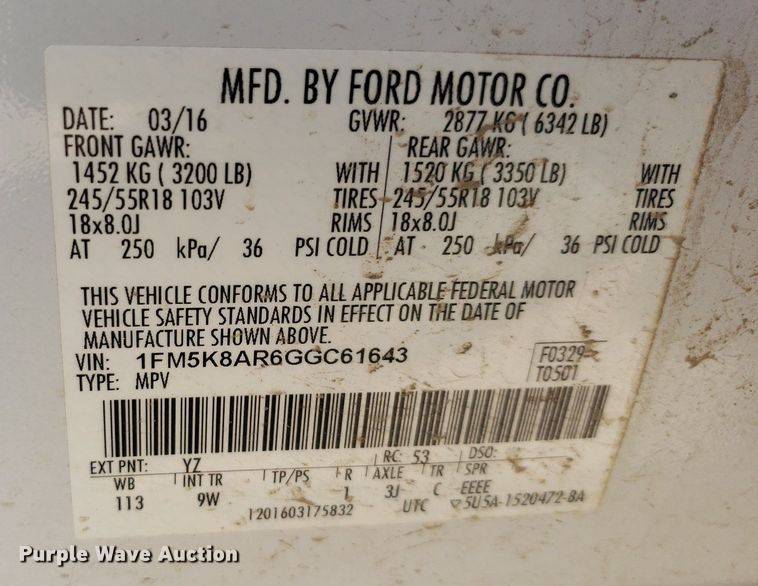 MFD. BY FORD MOTOR CO.
DATE: 03/16 GVWR: 2877 KG ( 6342 LB)
FRONT GAWR: REAR GAWR:
1452 KG ( 3200 LB) WITH 1520 KG ( 3350 LB) WITH
245/55R18 103V TIRES 245/55R18 103V TIRES
18x8.0J RIMS 18x8.0J RIMS
AT 250 kPa/ 36 PSI COLD AT 250 kPa/ 36 PSI COLD
THIS VEHICLE CONFORMS TO ALL APPLICABLE FEDERAL MOTOR
VEHICLE SAFETY STANDARDS IN EFFECT ON THE DATE OF
MANUFACTURE SHOWN ABOVE.
VIN: 1FM5K8AR6GGC61643 F0329
TYPE: MPV T0501
EXT PNT: YZ RC: 53 DSO:
WB INT TR TP/PS R AXLE TR SPR
113 9W 1 3J C EEEE
1201603175832 UTC ▽5U5A-1520472-BA
Purple Wave Auction